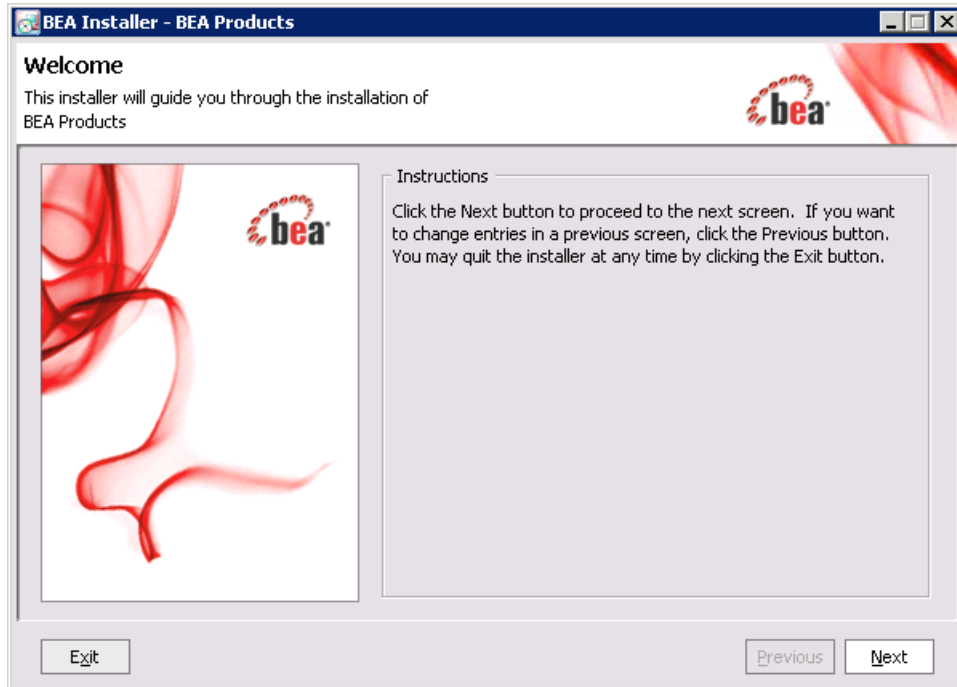 BEA Installer - BEA Products
Welcome
This installer will guide you through the installation of
BEA Products
bea
bea
Instructions
Click the Next button to proceed to the next screen.  If you want
to change entries in a previous screen, click the Previous button.
You may quit the installer at any time by clicking the Exit button.
Exit
Previous
Next